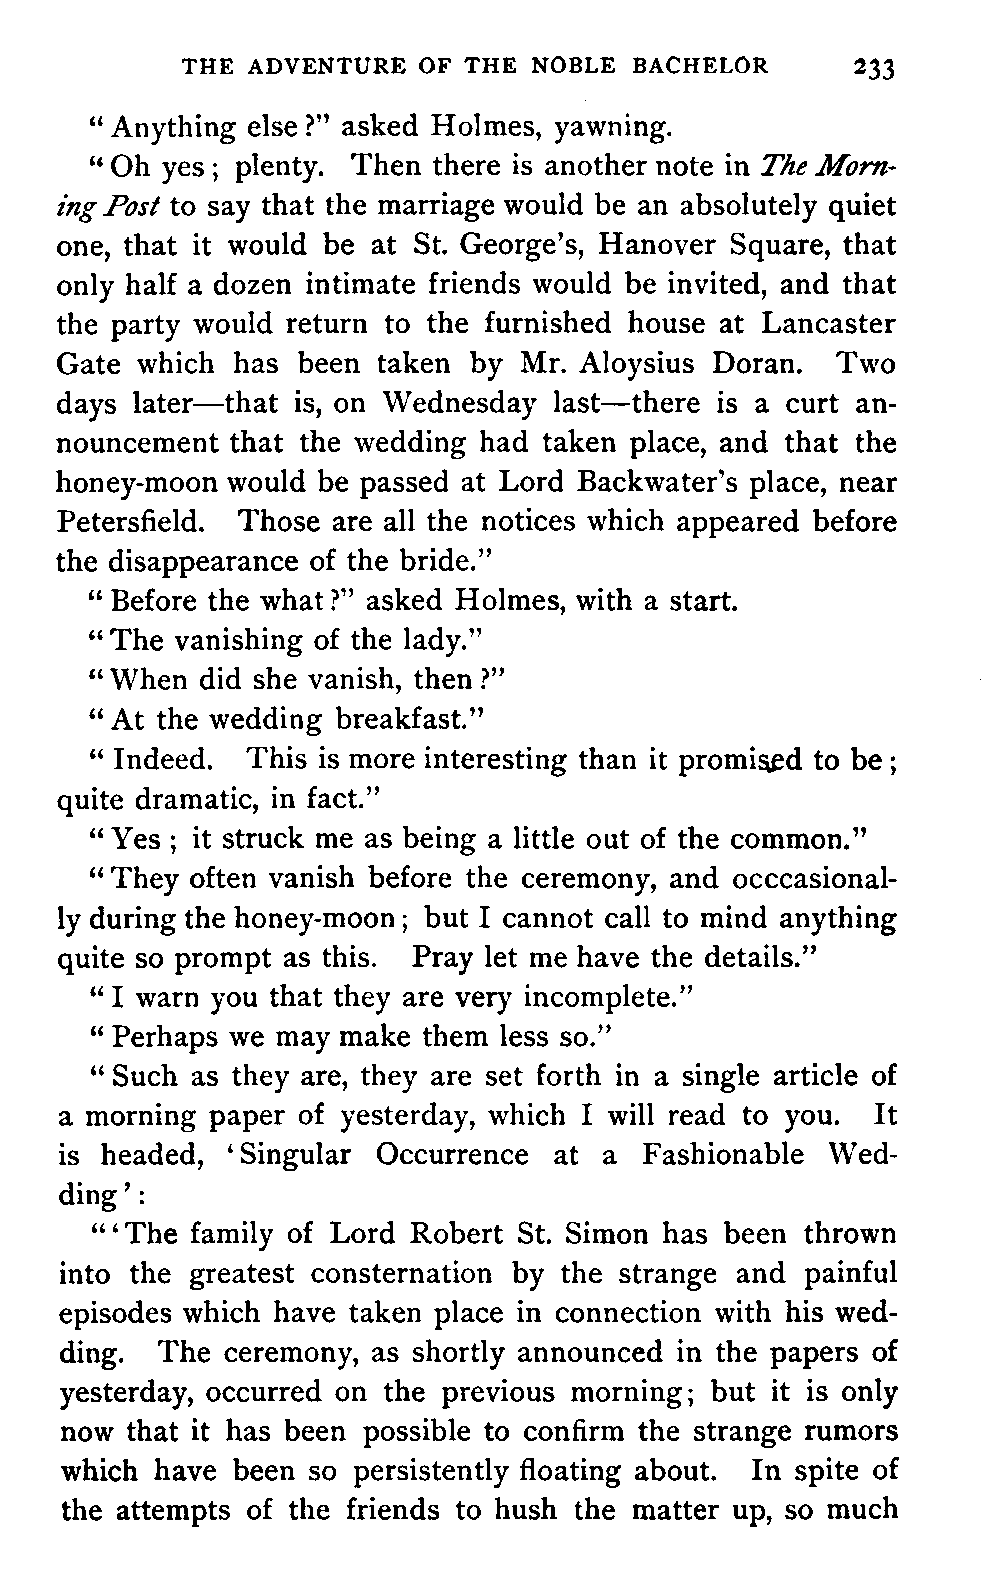 THE ADVENTURE OF THE NOBLE BACHELOR 233
“Anything else?” asked Holmes, yawning.
“Oh yes; plenty. Then there is another note in The Morn-
ing Post to say that the marriage would be an absolutely quiet
one, that it would be at St. George's, Hanover Square, that
only half a dozen intimate friends would be invited, and that
the party would return to the furnished house at Lancaster
Gate which has been taken by Mr. Aloysius Doran. Two
days later—that is, on Wednesday last—there is a curt an-
nouncement that the wedding had taken place, and that the
honey-moon would be passed at Lord Backwater's place, near
Petersfield. Those are all the notices which appeared before
the disappearance of the bride.”
“Before the what?” asked Holmes, with a start.
“The vanishing of the lady.”
“When did she vanish, then?”
“At the wedding breakfast.”
“Indeed. This is more interesting than it promised to be;
quite dramatic, in fact.”
“Yes; it struck me as being a little out of the common.”
“They often vanish before the ceremony, and occcasional-
ly during the honey-moon; but I cannot call to mind anything
quite so prompt as this. Pray let me have the details.”
“I warn you that they are very incomplete.”
“Perhaps we may make them less so.”
“Such as they are, they are set forth in a single article of
a morning paper of yesterday, which I will read to you. It
is headed, ‘Singular Occurrence at a Fashionable Wed-
ding’:
“‘The family of Lord Robert St. Simon has been thrown
into the greatest consternation by the strange and painful
episodes which have taken place in connection with his wed-
ding. The ceremony, as shortly announced in the papers of
yesterday, occurred on the previous morning; but it is only
now that it has been possible to confirm the strange rumors
which have been so persistently floating about. In spite of
the attempts of the friends to hush the matter up, so much